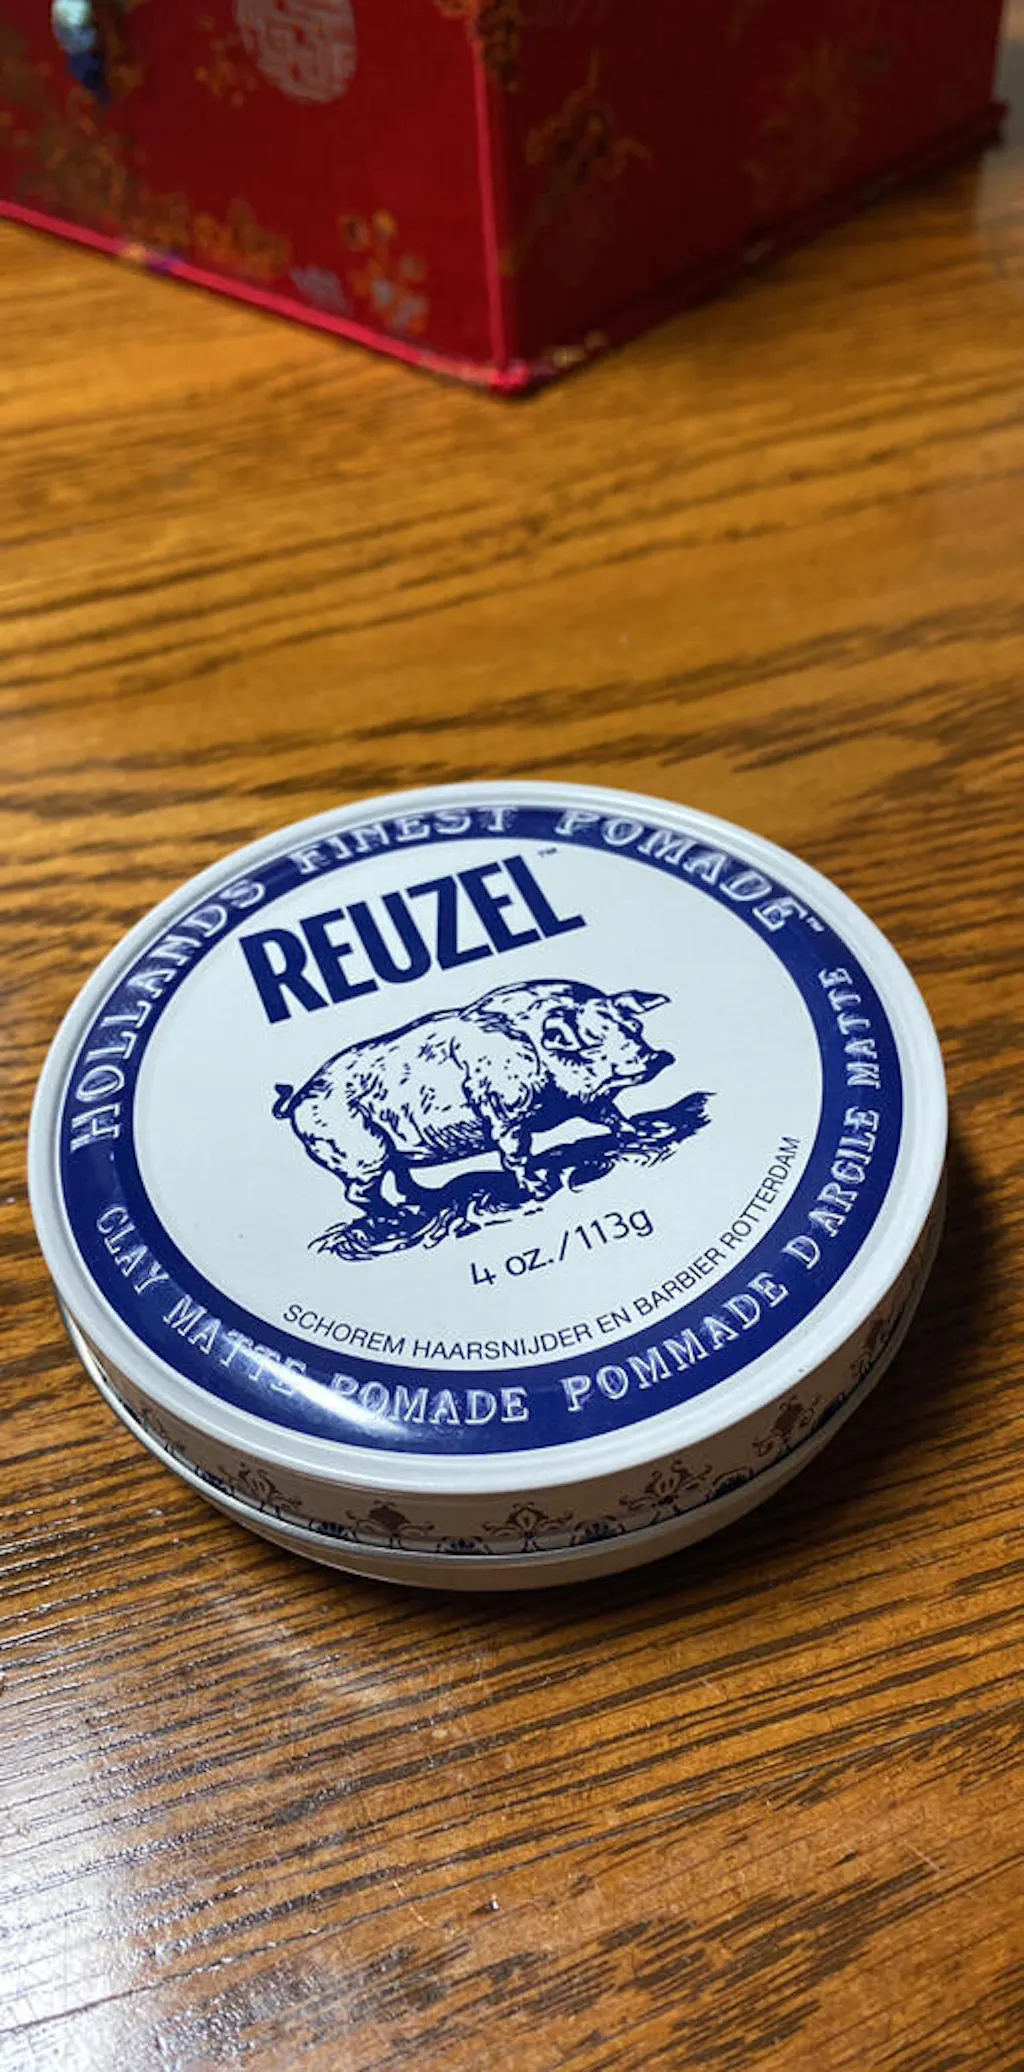 HOLLANDS FINEST POMADE™
REUZEL™
4 oz./113g
SCHOREM HAARSNIJDER EN BARBIER ROTTERDAM
CLAY MATTE POMADE POMMADE D'ARGILE MATTE